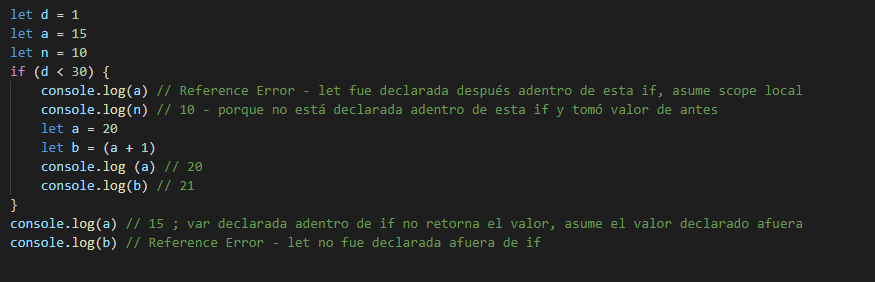 let d = 1
let a = 15
let n = 10
if (d < 30) {
    console.log(a) // Reference Error - let fue declarada después adentro de esta if, asume scope local
    console.log(n) // 10 - porque no está declarada adentro de esta if y tomó valor de antes
    let a = 20
    let b = (a + 1)
    console.log (a) // 20
    console.log(b) // 21
}
console.log(a) // 15 ; var declarada adentro de if no retorna el valor, asume el valor declarado afuera
console.log(b) // Reference Error - let no fue declarada afuera de if